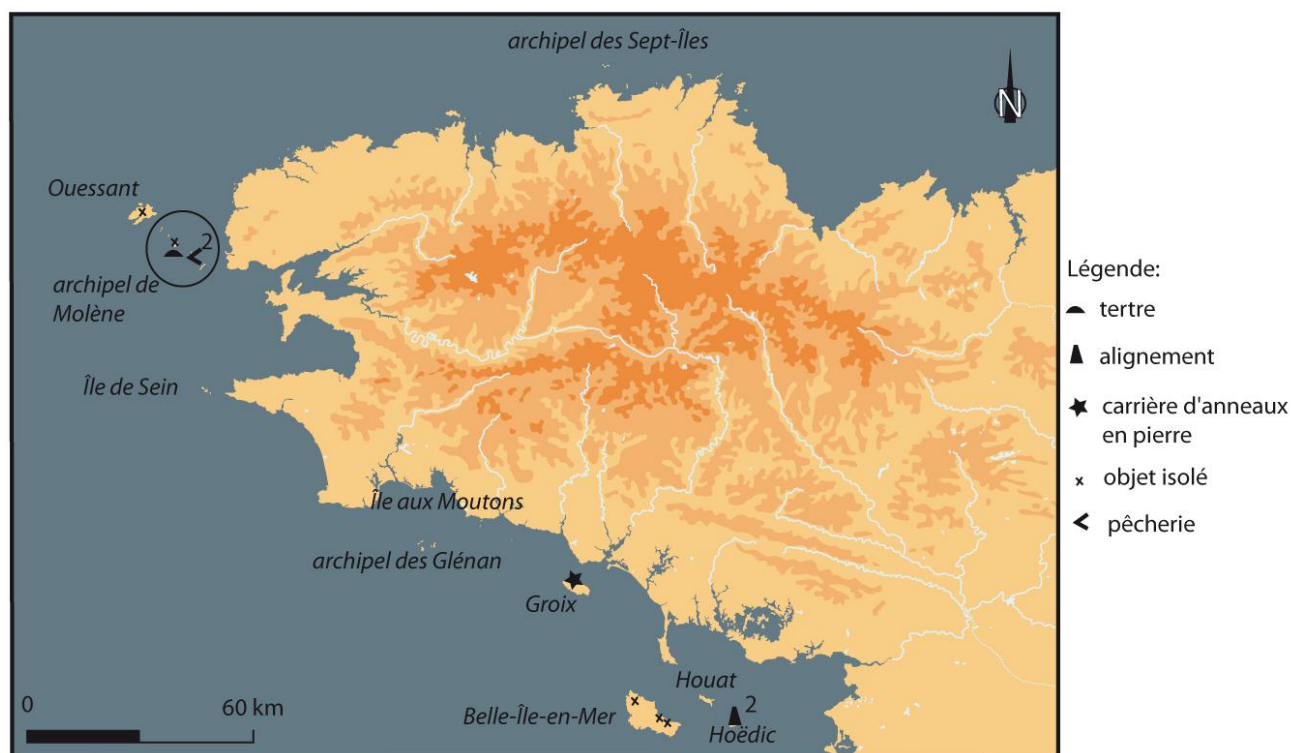 archipel des Sept-Îles
N
Ouessant
2
archipel de
Molène
Île de Sein
Île aux Moutons
archipel des Glénan
Groix
Houat
2
Belle-Île-en-Mer
Hoëdic
0
60 km
Légende:
tertre
alignement
carrière d'anneaux
en pierre
objet isolé
pêcherie